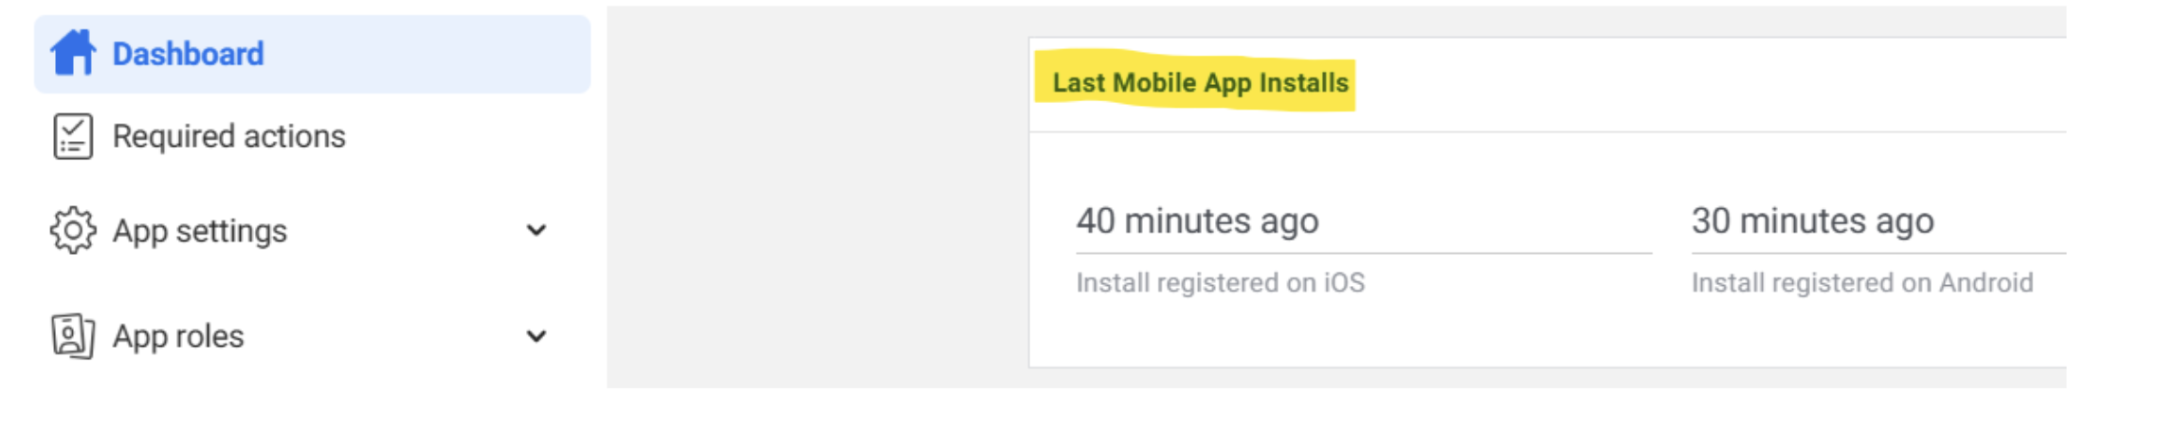 Dashboard
Required actions
App settings
App roles
Last Mobile App Installs
40 minutes ago
Install registered on iOS
30 minutes ago
Install registered on Android